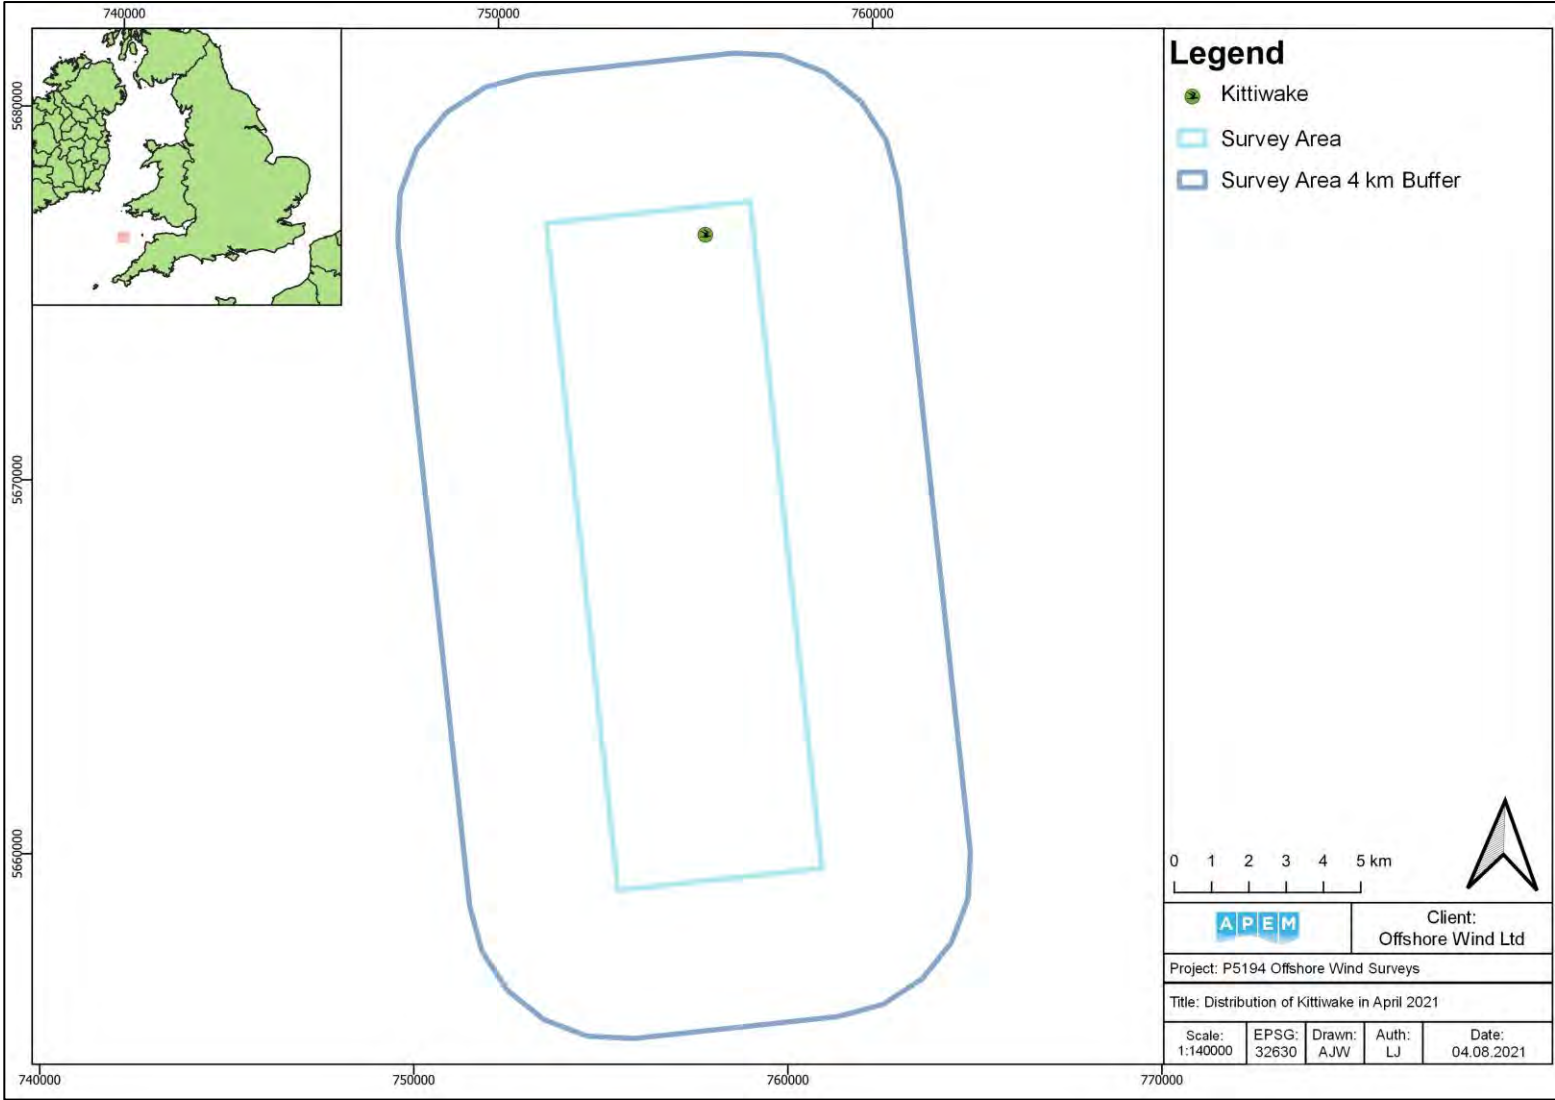 740000
750000
760000
5680000
5670000
5660000
740000
750000
760000
770000
Legend
Kittiwake
Survey Area
Survey Area 4 km Buffer
0 1 2 3 4 5 km
APEM
Client:
Offshore Wind Ltd
Project: P5194 Offshore Wind Surveys
Title: Distribution of Kittiwake in April 2021
Scale:
1:140000
EPSG:
32630
Drawn:
AJW
Auth:
LJ
Date:
04.08.2021